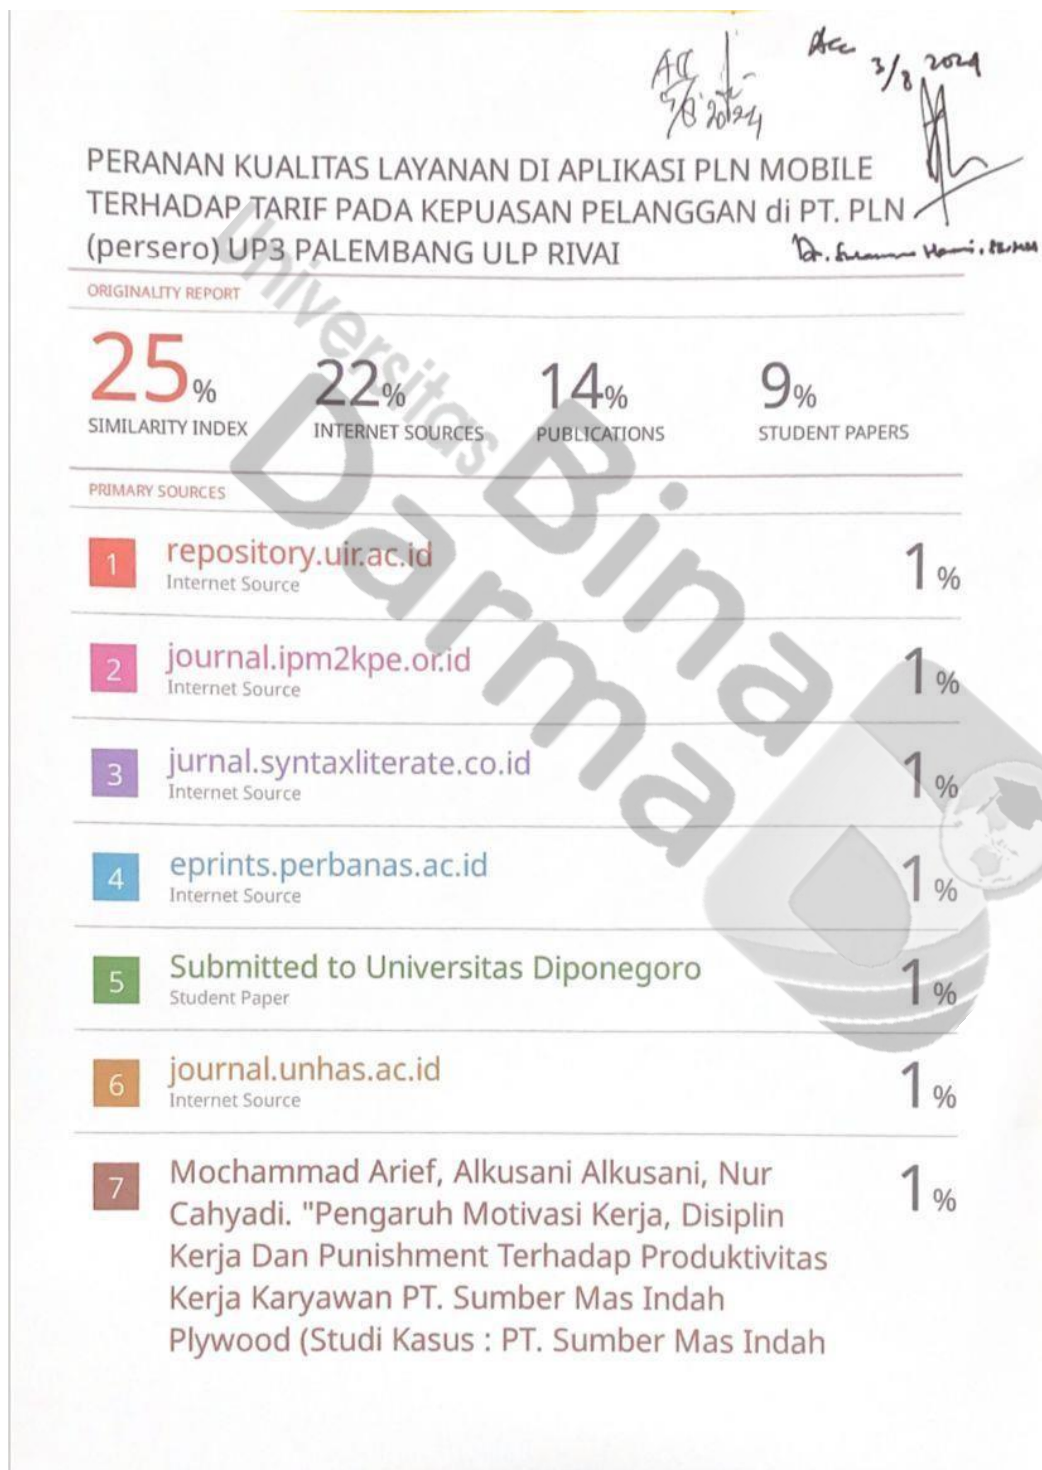 Acc
3/8 2024
PERANAN KUALITAS LAYANAN DI APLIKASI PLN MOBILE
TERHADAP TARIF PADA KEPUASAN PELANGGAN di PT. PLN
(persero) UP3 PALEMBANG ULP RIVAI
ORIGINALITY REPORT
25%
SIMILARITY INDEX
22%
INTERNET SOURCES
14%
PUBLICATIONS
9%
STUDENT PAPERS
PRIMARY SOURCES
1 repository.uir.ac.id 1%
Internet Source
2 journal.ipm2kpe.or.id 1%
Internet Source
3 jurnal.syntaxliterate.co.id 1%
Internet Source
4 eprints.perbanas.ac.id 1%
Internet Source
5 Submitted to Universitas Diponegoro 1%
Student Paper
6 journal.unhas.ac.id 1%
Internet Source
7 Mochammad Arief, Alkusani Alkusani, Nur 1%
Cahyadi. "Pengaruh Motivasi Kerja, Disiplin
Kerja Dan Punishment Terhadap Produktivitas
Kerja Karyawan PT. Sumber Mas Indah
Plywood (Studi Kasus : PT. Sumber Mas Indah
Universitas
Bina
Darma